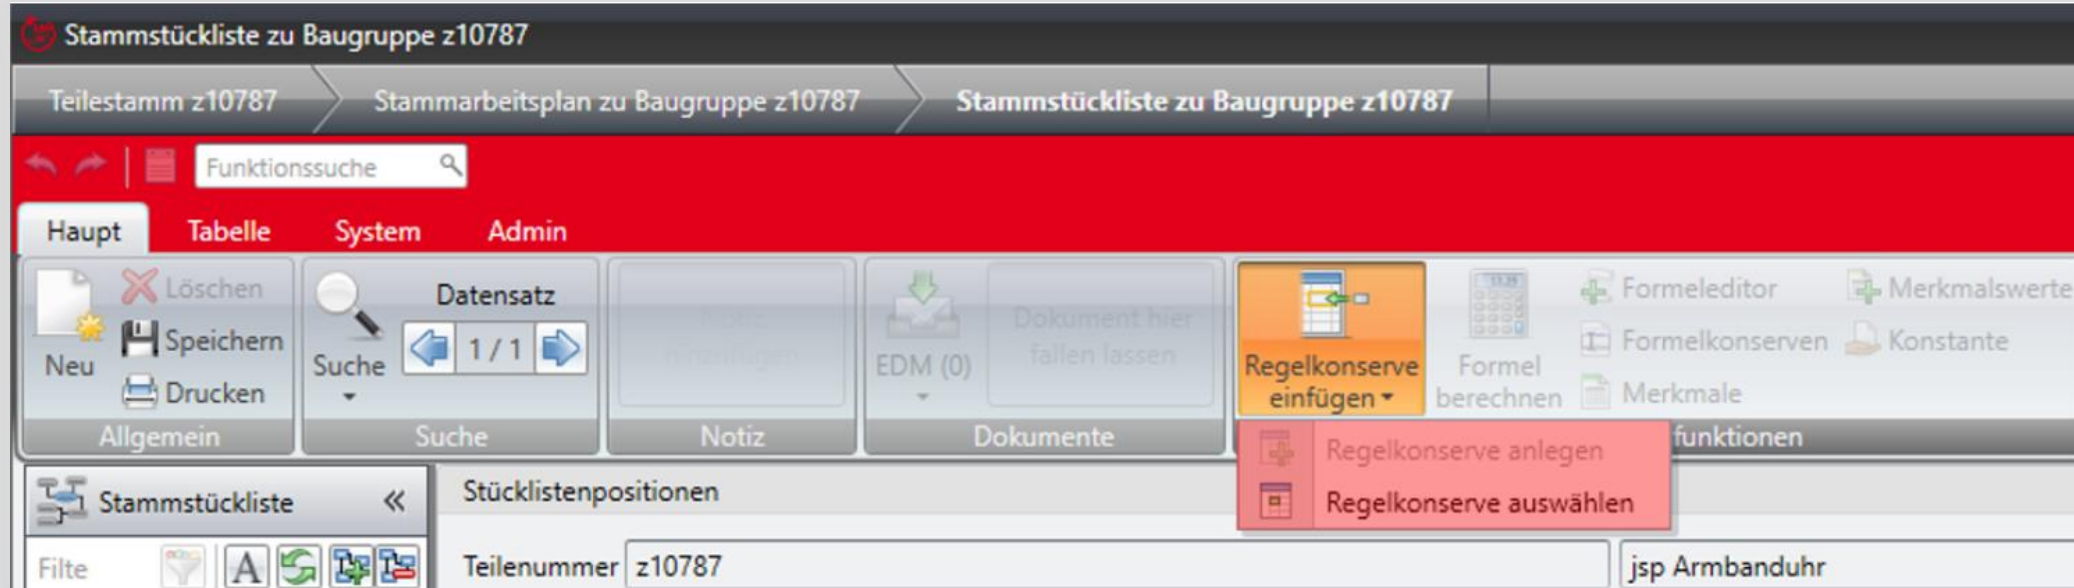 Stammstückliste zu Baugruppe z10787
Teilestamm z10787 Stammarbeitsplan zu Baugruppe z10787 Stammstückliste zu Baugruppe z10787
Funktionssuche
Haupt Tabelle System Admin
Neu
Löschen
Speichern
Drucken
Allgemein
Suche
Datensatz
1 / 1
Suche
Notiz
hinzufügen
Notiz
EDM (0)
Dokument hier
fallen lassen
Dokumente
Regelkonserve
einfügen
Formel
berechnen
Formeleditor
Formelkonserven
Merkmale
Merkmalswerte
Konstante
funktionen
Regelkonserve anlegen
Regelkonserve auswählen
Stammstückliste «
Stücklistenpositionen
Filte A
Teilenummer z10787 jsp Armbanduhr